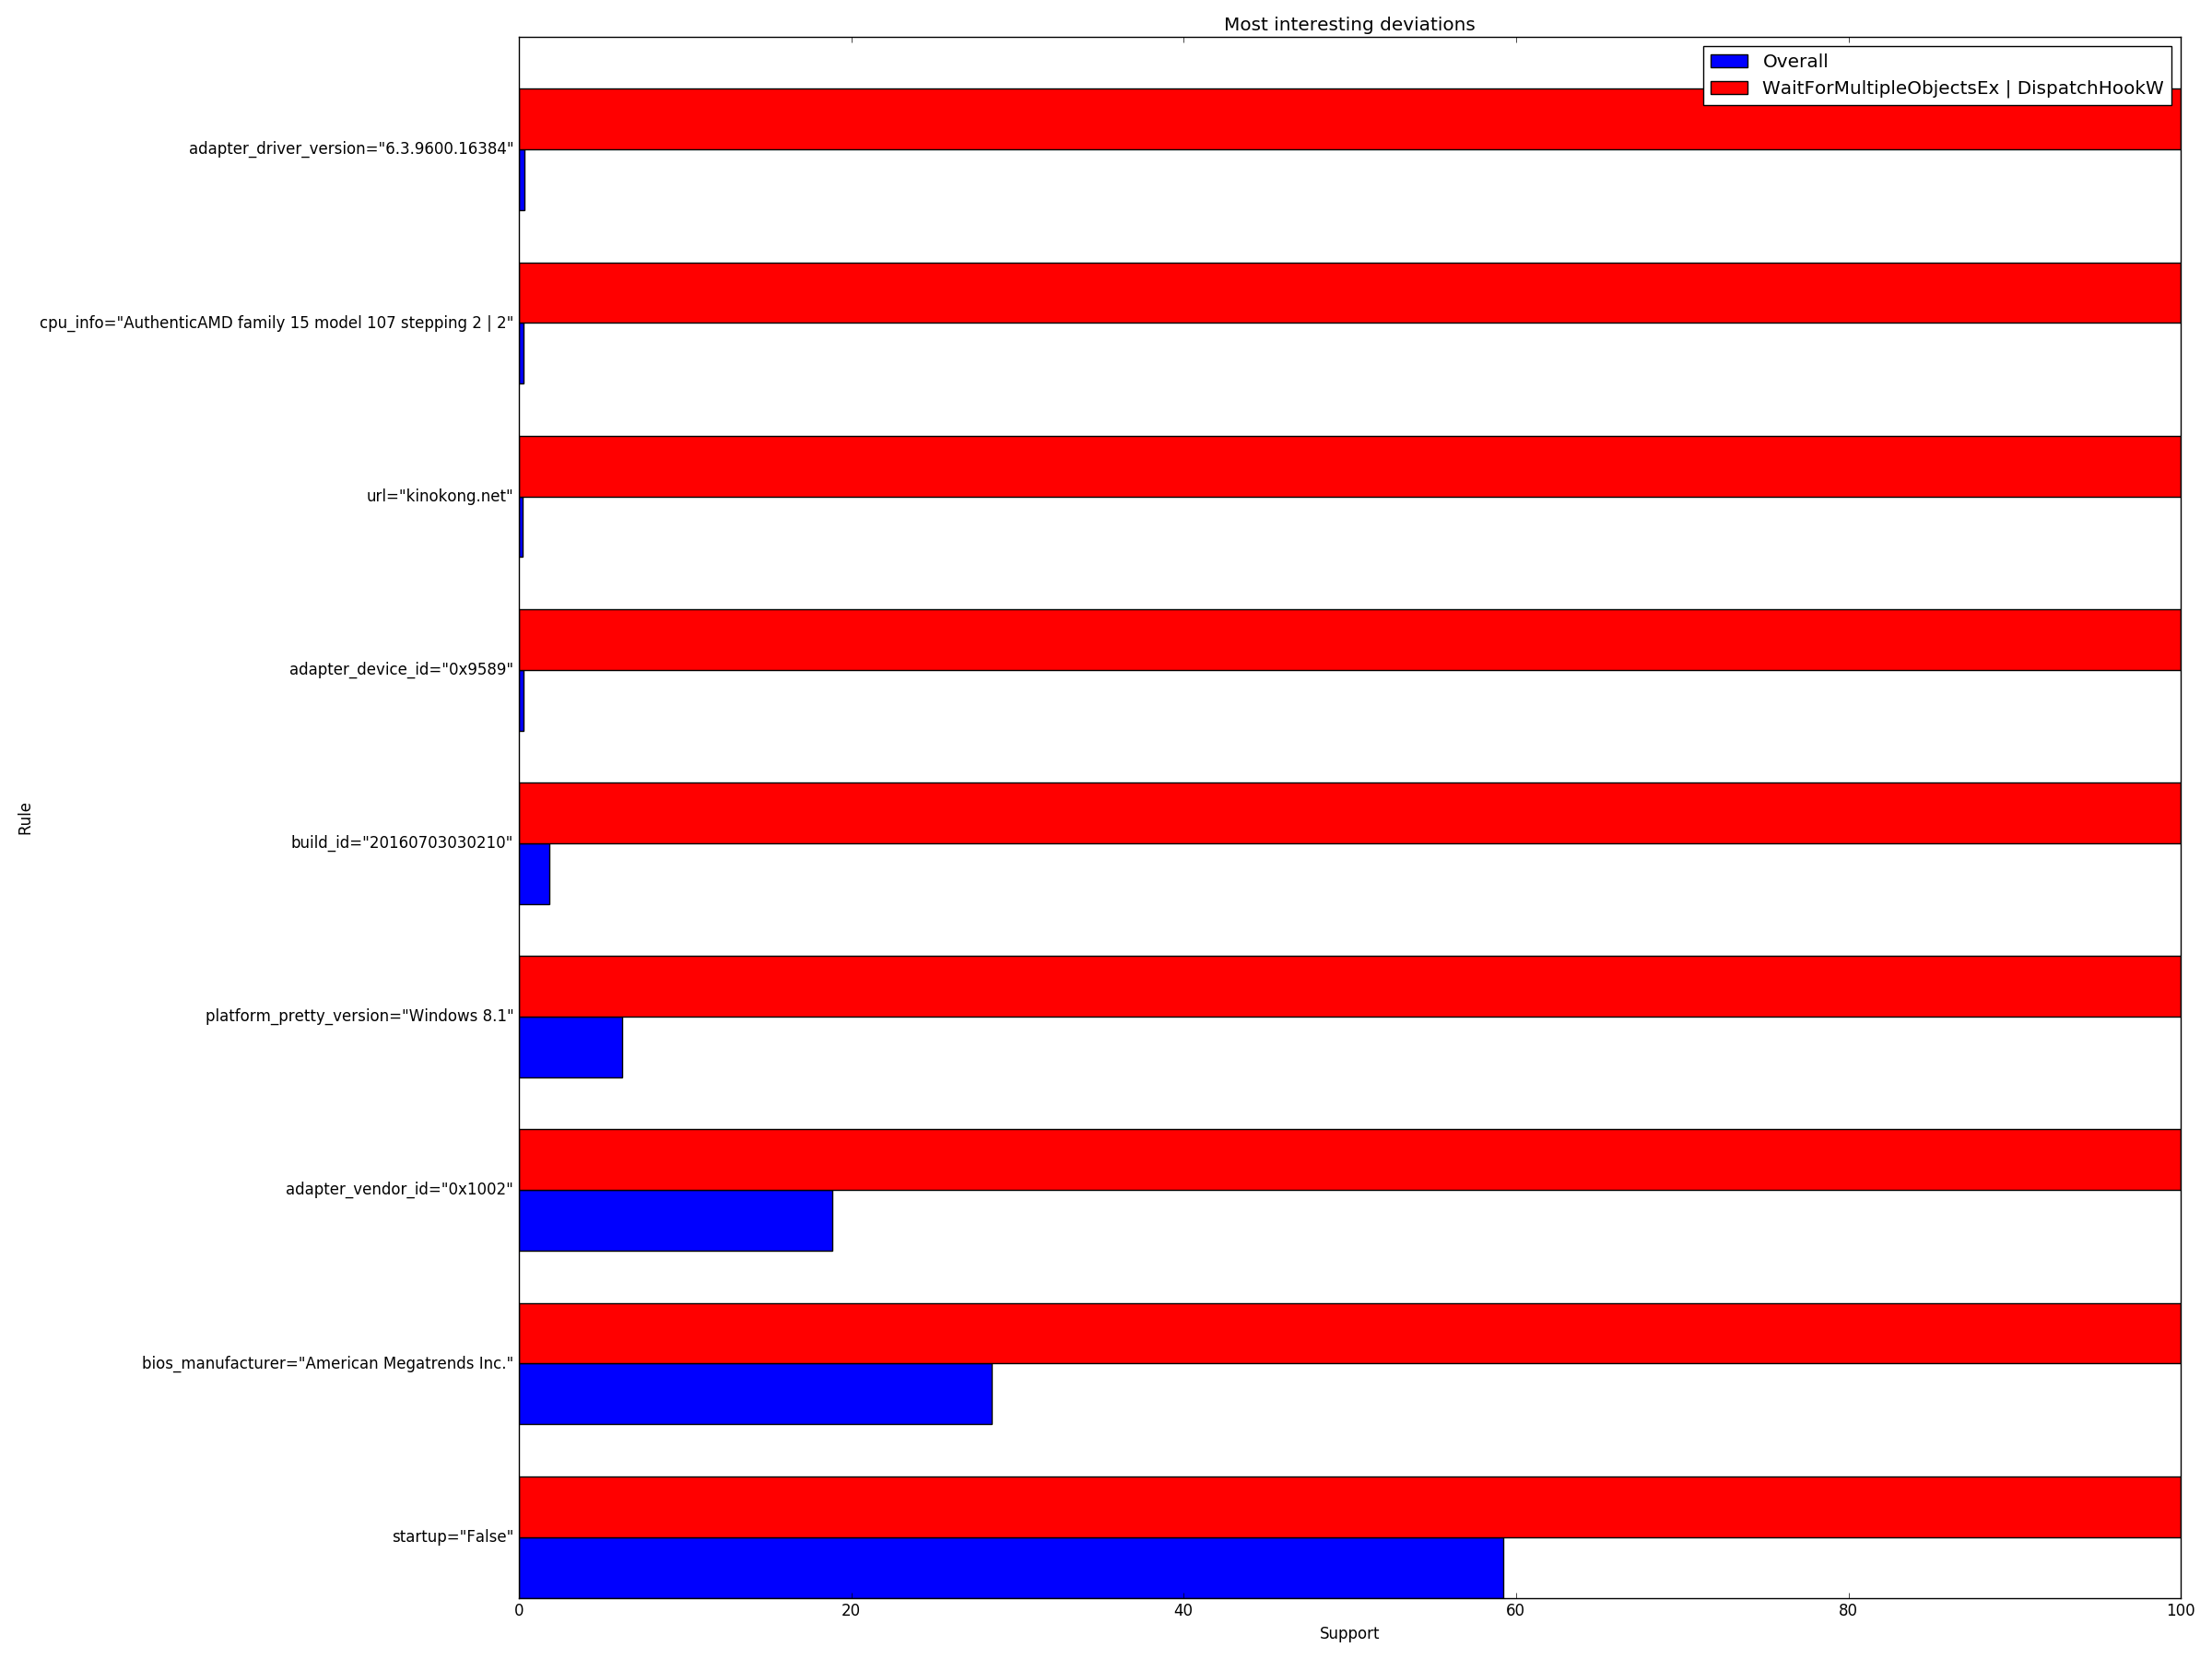 Most interesting deviations
Overall
WaitForMultipleObjectsEx | DispatchHookW
adapter_driver_version="6.3.9600.16384"
cpu_info="AuthenticAMD family 15 model 107 stepping 2 | 2"
url="kinokong.net"
adapter_device_id="0x9589"
build_id="20160703030210"
platform_pretty_version="Windows 8.1"
adapter_vendor_id="0x1002"
bios_manufacturer="American Megatrends Inc."
startup="False"
Rule
0 20 40 60 80 100
Support